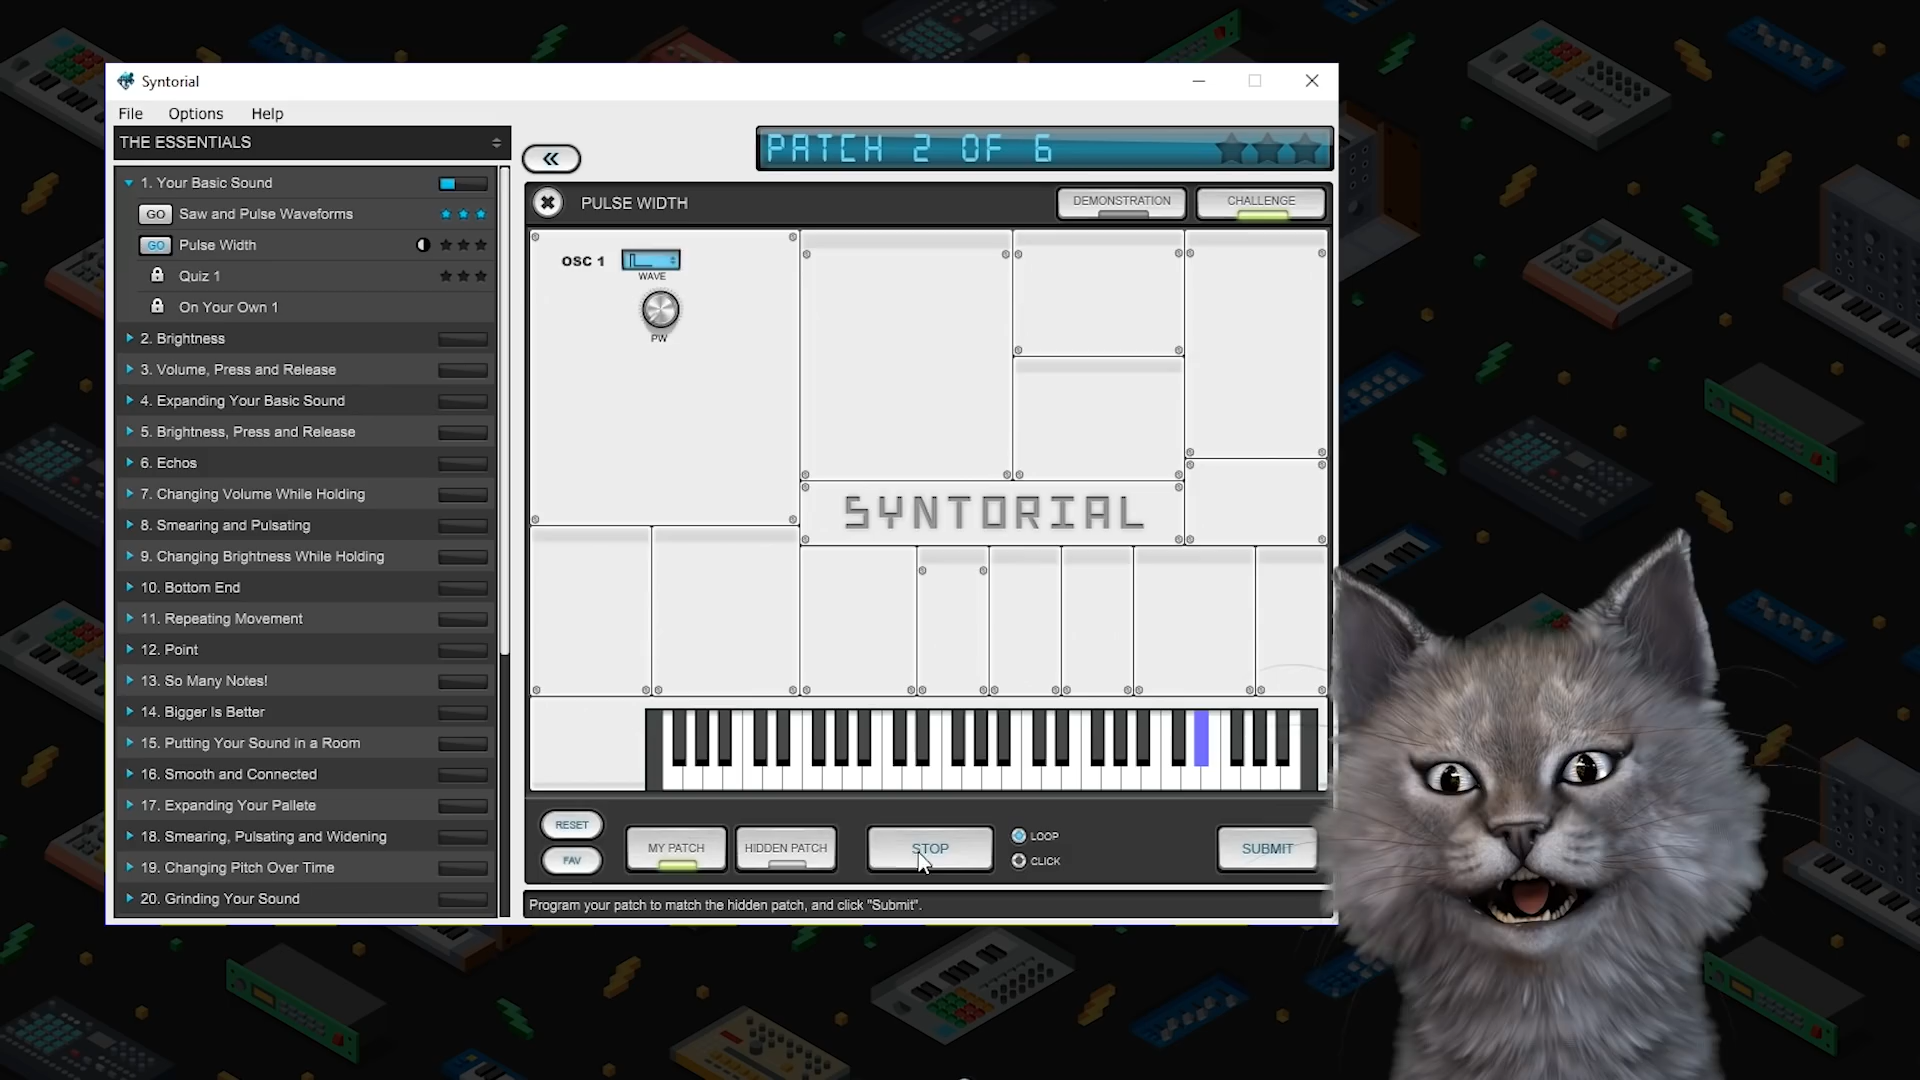 Syntorial
File Options Help
THE ESSENTIALS
PATCH 2 OF 6
1. Your Basic Sound
GO Saw and Pulse Waveforms
GO Pulse Width
Quiz 1
On Your Own 1
2. Brightness
3. Volume, Press and Release
4. Expanding Your Basic Sound
5. Brightness, Press and Release
6. Echos
7. Changing Volume While Holding
8. Smearing and Pulsating
9. Changing Brightness While Holding
10. Bottom End
11. Repeating Movement
12. Point
13. So Many Notes!
14. Bigger Is Better
15. Putting Your Sound in a Room
16. Smooth and Connected
17. Expanding Your Pallete
18. Smearing, Pulsating and Widening
19. Changing Pitch Over Time
20. Grinding Your Sound
PULSE WIDTH
DEMONSTRATION
CHALLENGE
OSC 1
WAVE
PW
SYNTORIAL
RESET
FAV
MY PATCH
HIDDEN PATCH
STOP
LOOP
CLICK
SUBMIT
Program your patch to match the hidden patch, and click "Submit".